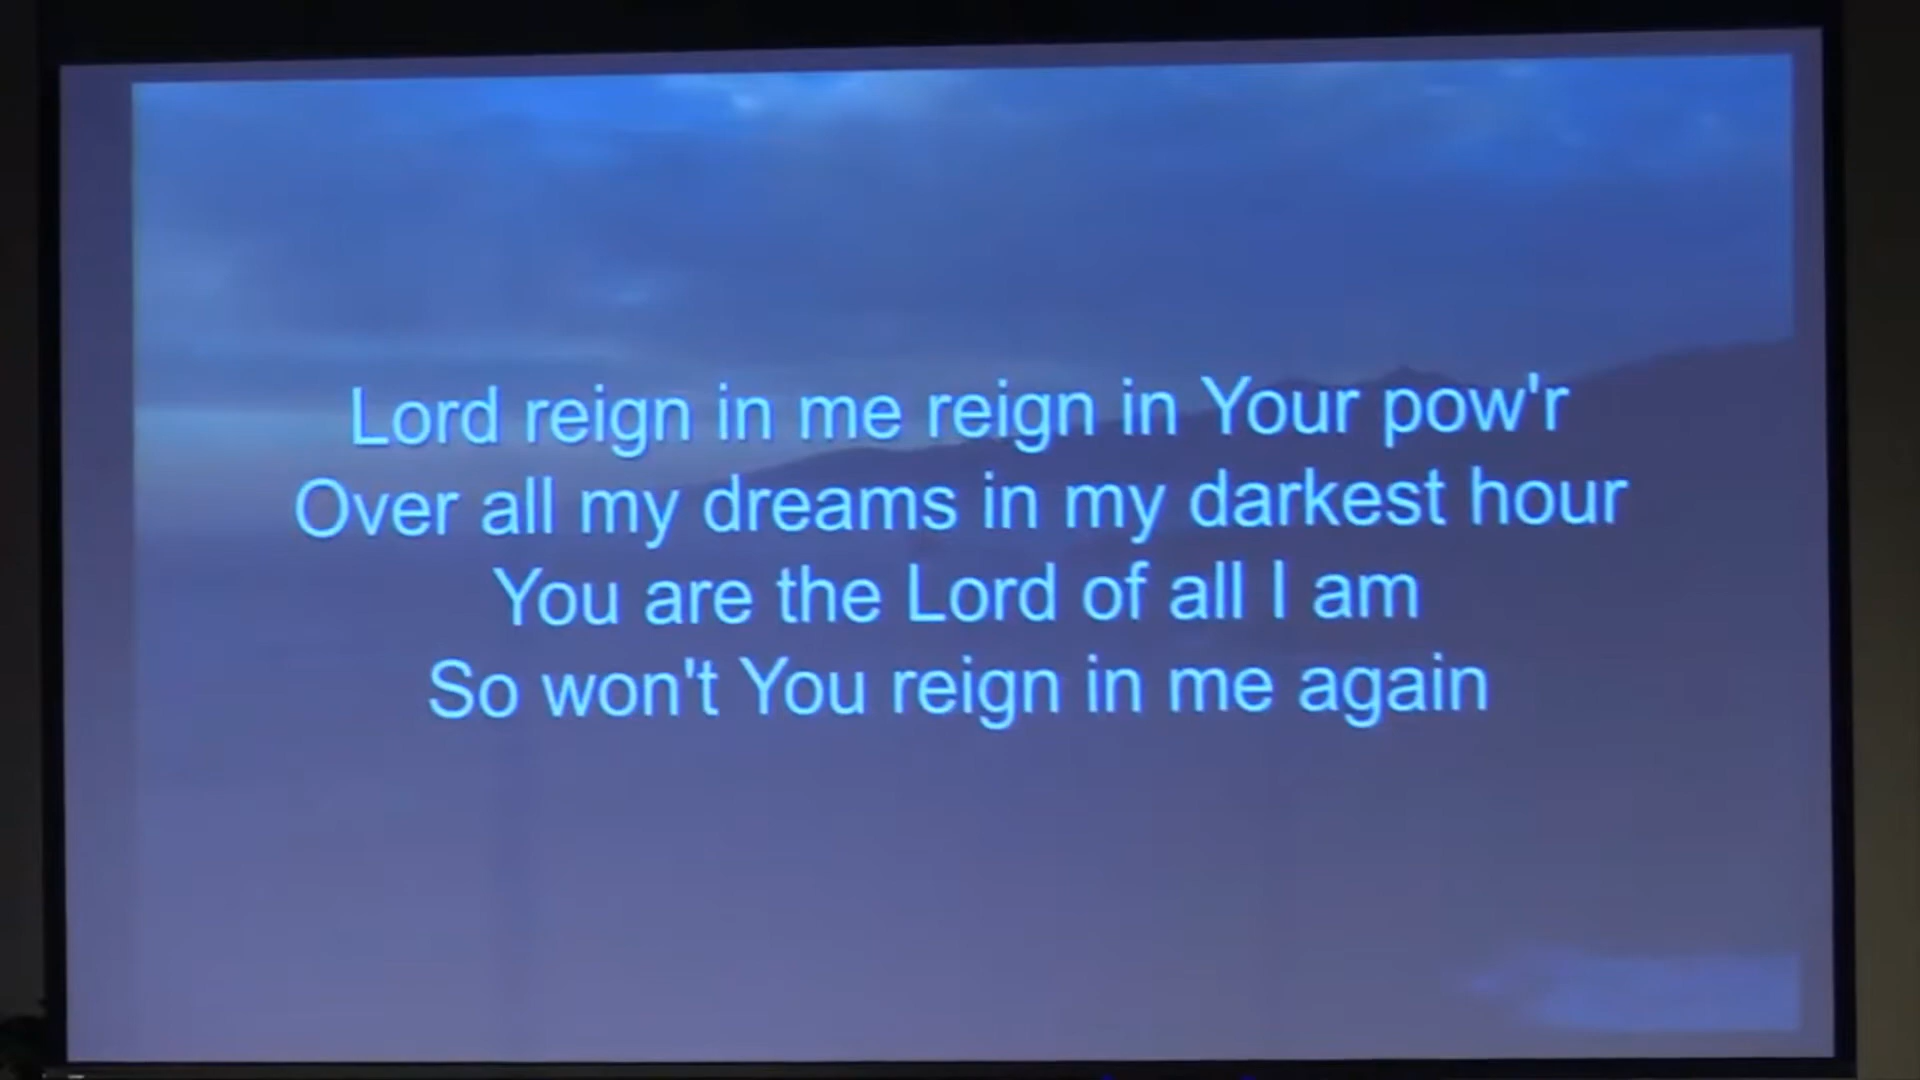 Lord reign in me reign in Your pow'r
Over all my dreams in my darkest hour
You are the Lord of all I am
So won't You reign in me again